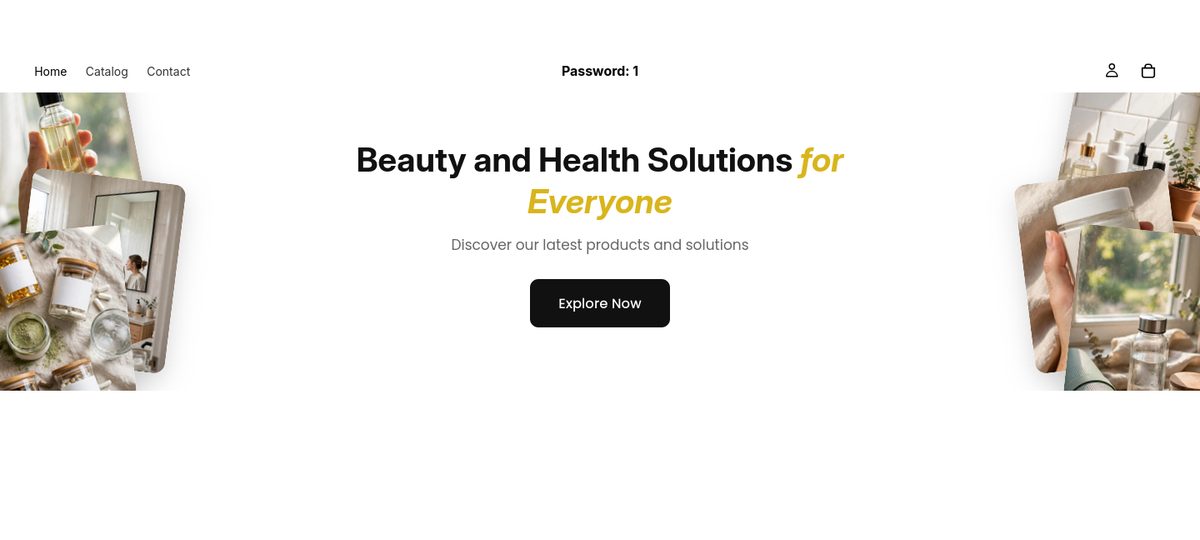 Home Catalog Contact
Password: 1
Beauty and Health Solutions for
Everyone
Discover our latest products and solutions
Explore Now